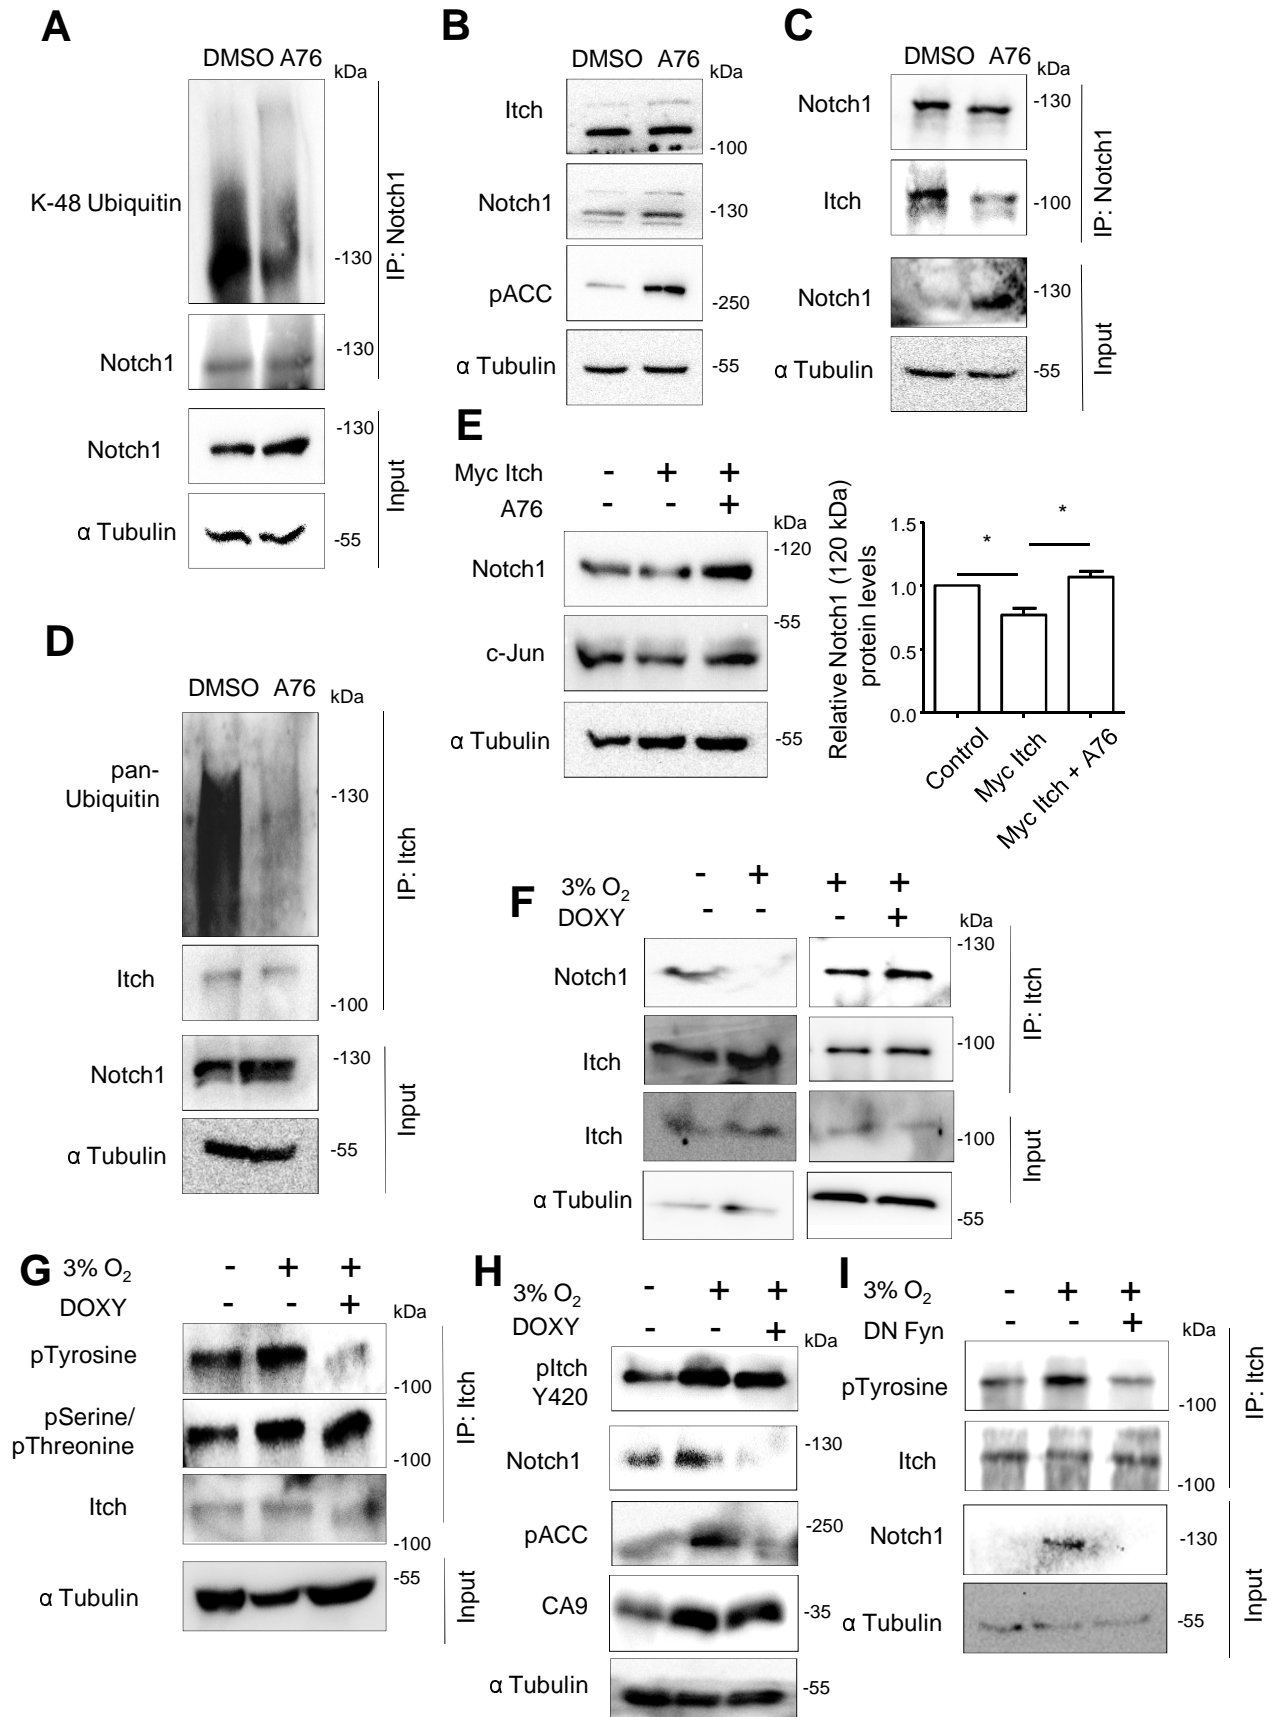 A
DMSO A76
kDa
K-48 Ubiquitin
-130
IP: Notch1
Notch1
-130
Notch1
-130
Input
α Tubulin
-55
B
DMSO A76
kDa
Itch
-100
Notch1
-130
pACC
-250
α Tubulin
-55
C
DMSO A76
kDa
Notch1
-130
Itch
-100
IP: Notch1
Notch1
-130
Input
α Tubulin
-55
D
DMSO A76
kDa
pan-
Ubiquitin
-130
IP: Itch
Itch
-100
Notch1
-130
Input
α Tubulin
-55
E
Myc Itch - + +
A76 - - +
kDa
Notch1
-120
c-Jun
-55
α Tubulin
-55
Relative Notch1 (120 kDa)
protein levels
1.5
1.0
0.5
0.0
*
*
Control
Myc Itch
Myc Itch + A76
F
3% O₂ - + + +
DOXY - - - +
kDa
Notch1
-130
IP: Itch
Itch
-100
Itch
-100
Input
α Tubulin
-55
G
3% O₂ - + +
DOXY - - +
kDa
pTyrosine
-100
IP: Itch
pSerine/
pThreonine
-100
Itch
-100
α Tubulin
-55
Input
H
3% O₂ - + +
DOXY - - +
kDa
pItch
Y420
Notch1
-130
pACC
-250
CA9
-35
α Tubulin
-55
I
3% O₂ - + +
DN Fyn - - +
kDa
pTyrosine
-100
IP: Itch
Itch
-100
Notch1
-130
Input
α Tubulin
-55